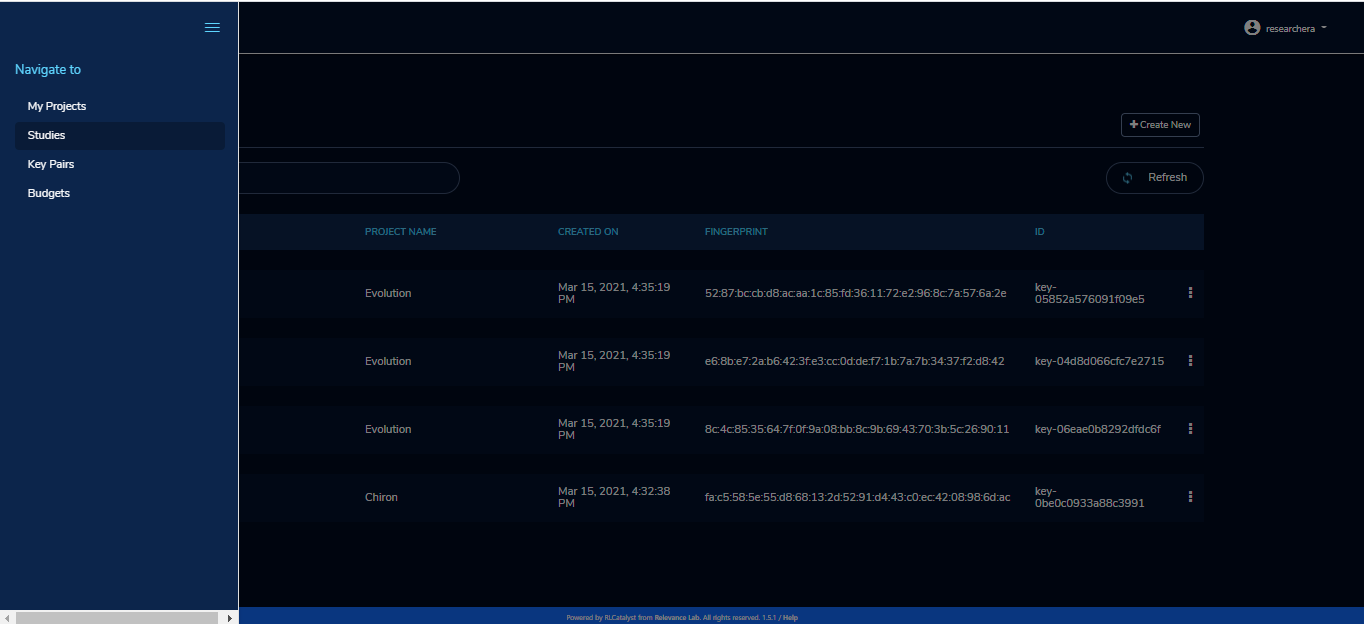 researchera
Navigate to
My Projects
Studies
Key Pairs
Budgets
Create New
Refresh
PROJECT NAME CREATED ON FINGERPRINT ID
Evolution Mar 15, 2021, 4:35:19 PM 52:87:bc:cb:d8:ac:aa:1c:85:fd:36:11:72:e2:96:8c:7a:57:6a:2e key-05852a576091f09e5
Evolution Mar 15, 2021, 4:35:19 PM e6:8b:e7:2a:b6:42:3f:e3:cc:0d:de:f7:1b:7a:7b:34:37:f2:d8:42 key-04d8d066cfc7e2715
Evolution Mar 15, 2021, 4:35:19 PM 8c:4c:85:35:64:7f:0f:9a:08:bb:8c:9b:69:43:70:3b:5c:26:90:11 key-06eae0b8292dfdc6f
Chiron Mar 15, 2021, 4:32:38 PM fa:c5:58:5e:55:d8:68:13:2d:52:91:d4:43:c0:ec:42:08:98:6d:ac key-0be0c0933a88c3991
Powered by RLCatalyst from Relevance Lab. All rights reserved. 1.5.1 / Help